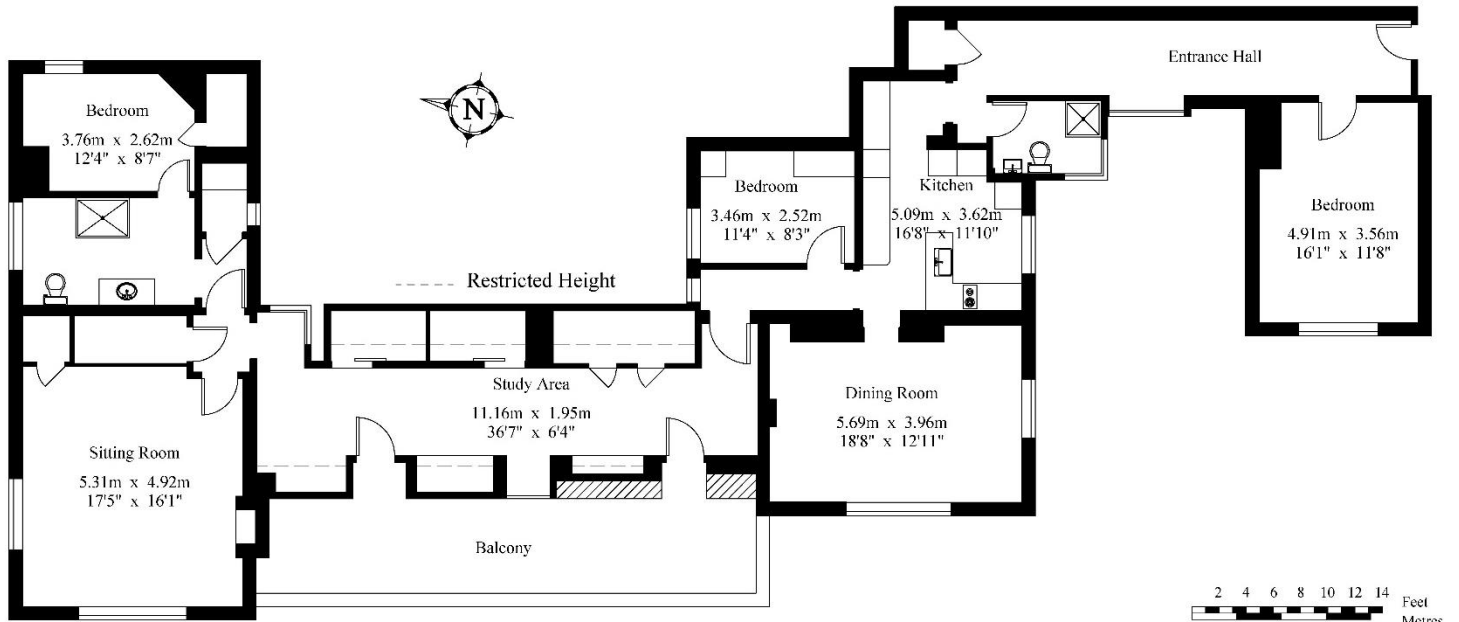 Entrance Hall
Bedroom
3.76m x 2.62m
12'4" x 8'7"
N
Bedroom
3.46m x 2.52m
11'4" x 8'3"
Kitchen
5.09m x 3.62m
16'8" x 11'10"
Bedroom
4.91m x 3.56m
16'1" x 11'8"
Restricted Height
Study Area
11.16m x 1.95m
36'7" x 6'4"
Dining Room
5.69m x 3.96m
18'8" x 12'11"
Sitting Room
5.31m x 4.92m
17'5" x 16'1"
Balcony
2 4 6 8 10 12 14 Feet
Metres